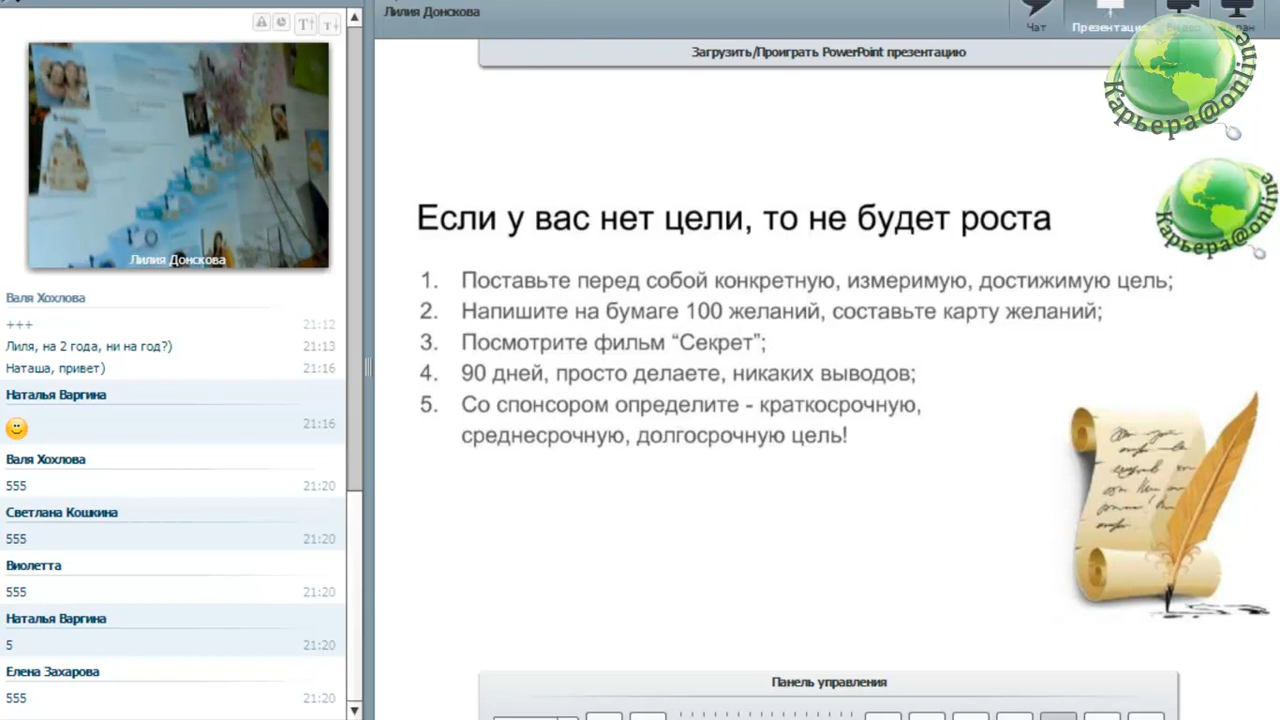 Лилия Донскова
Валя Хохлова
+++ 21:12
Лиля, на 2 года, ни на год?) 21:13
Наташа, привет) 21:16
Наталья Варгина
21:16
Валя Хохлова
555 21:20
Светлана Кошкина
555 21:20
Виолетта
555 21:20
Наталья Варгина
5 21:20
Елена Захарова
555 21:20
Лилия Донскова
Чат
Презентация
Видео
Загрузить/Проиграть PowerPoint презентацию
Карьера@online
Карьера@online
Если у вас нет цели, то не будет роста
1. Поставьте перед собой конкретную, измеримую, достижимую цель;
2. Напишите на бумаге 100 желаний, составьте карту желаний;
3. Посмотрите фильм “Секрет”;
4. 90 дней, просто делаете, никаких выводов;
5. Со спонсором определите - краткосрочную,
среднесрочную, долгосрочную цель!
Панель управления